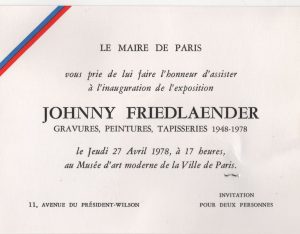 LE MAIRE DE PARIS
vous prie de lui faire l'honneur d'assister
à l'inauguration de l'exposition
JOHNNY FRIEDLAENDER
GRAVURES, PEINTURES, TAPISSERIES 1948-1978
le Jeudi 27 Avril 1978, à 17 heures,
au Musée d'art moderne de la Ville de Paris.
INVITATION
11, AVENUE DU PRÉSIDENT-WILSON
POUR DEUX PERSONNES